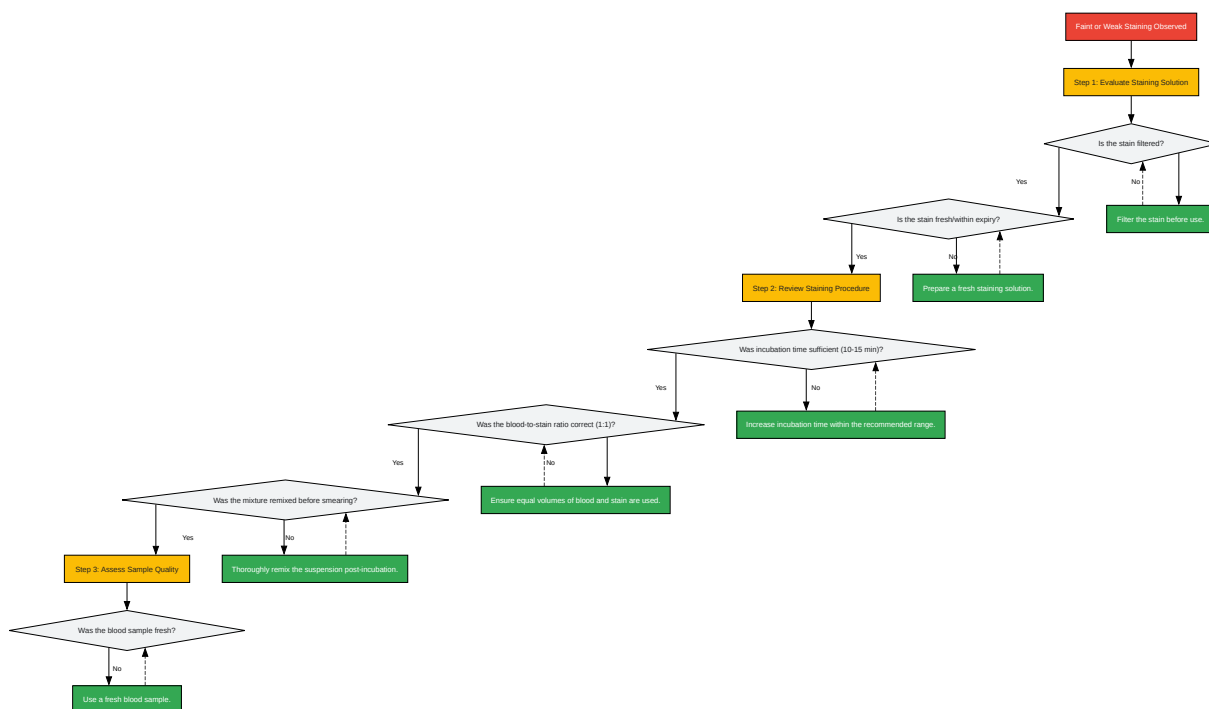 Faint or Weak Staining Observed
Step 1: Evaluate Staining Solution
Is the stain filtered?
Yes
No
Is the stain fresh/within expiry?
Filter the stain before use.
Yes
No
Step 2: Review Staining Procedure
Prepare a fresh staining solution.
Was incubation time sufficient (10-15 min)?
Yes
No
Was the blood-to-stain ratio correct (1:1)?
Increase incubation time within the recommended range.
Yes
No
Was the mixture remixed before smearing?
Ensure equal volumes of blood and stain are used.
Yes
No
Step 3: Assess Sample Quality
Thoroughly remix the suspension post-incubation.
Was the blood sample fresh?
No
Use a fresh blood sample.